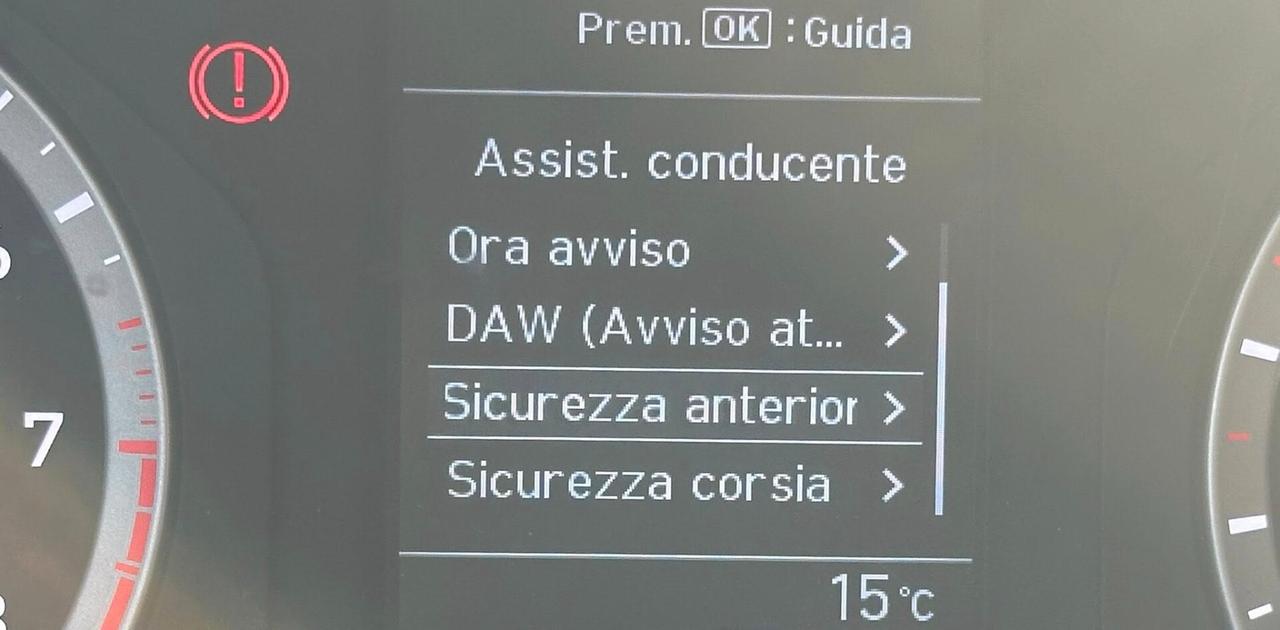 Prem. OK : Guida
Assist. conducente
Ora avviso
DAW (Avviso at...
Sicurezza anterior
Sicurezza corsia
7
15°C